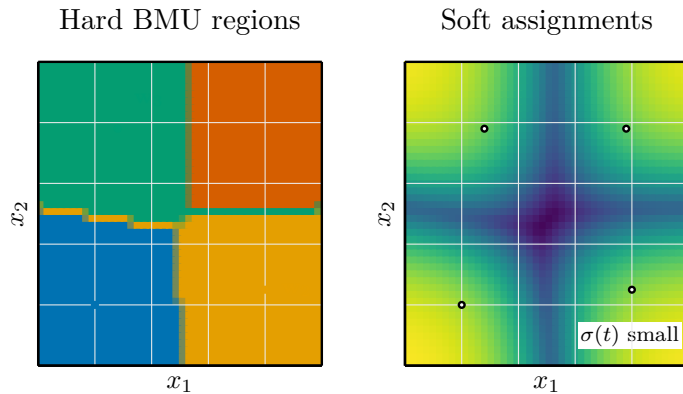 Hard BMU regions
Soft assignments
x₂
x₁
x₂
σ(t) small
x₁